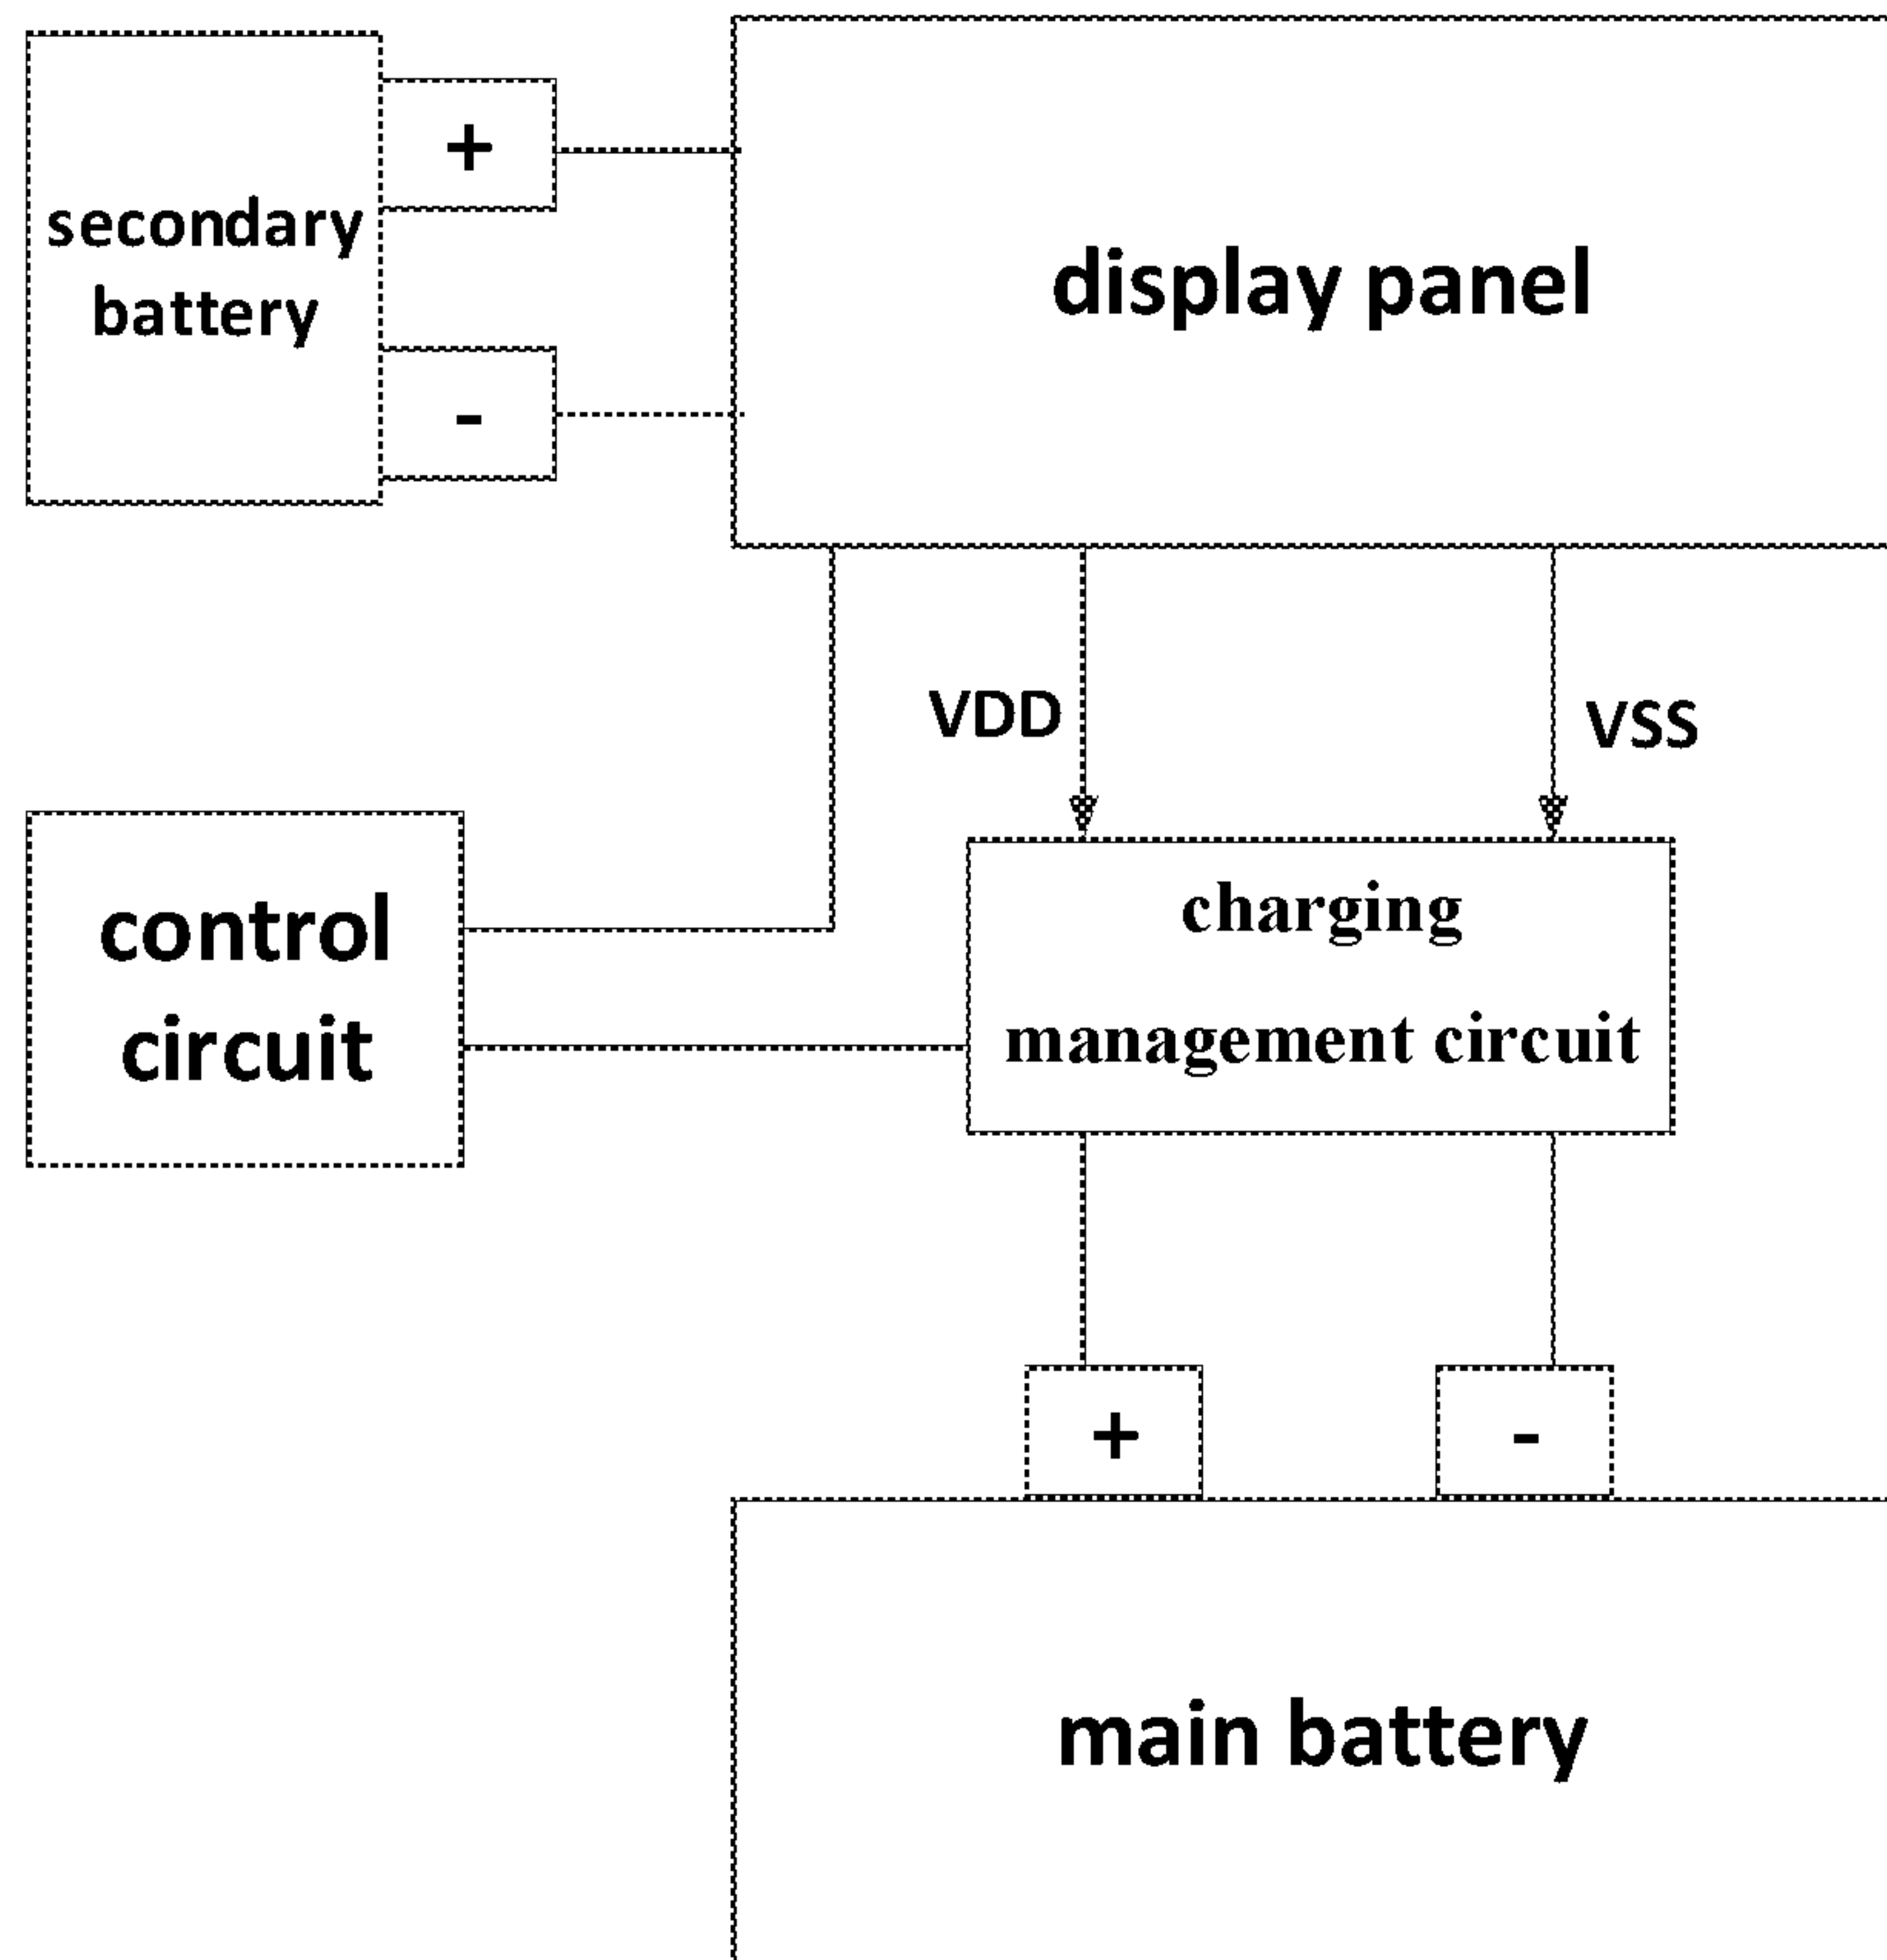 +
secondary
battery
-
display panel
VDD
VSS
control
circuit
charging
management circuit
+
-
main battery